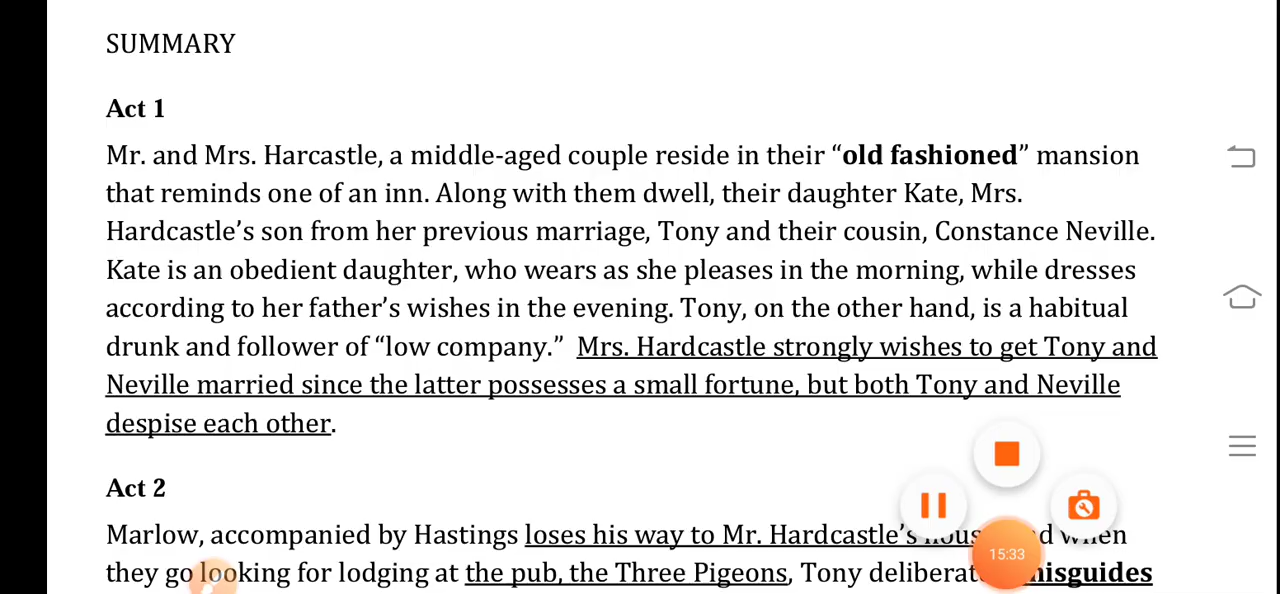 SUMMARY
Act 1
Mr. and Mrs. Harcastle, a middle-aged couple reside in their “old fashioned” mansion
that reminds one of an inn. Along with them dwell, their daughter Kate, Mrs.
Hardcastle’s son from her previous marriage, Tony and their cousin, Constance Neville.
Kate is an obedient daughter, who wears as she pleases in the morning, while dresses
according to her father’s wishes in the evening. Tony, on the other hand, is a habitual
drunk and follower of “low company.” Mrs. Hardcastle strongly wishes to get Tony and
Neville married since the latter possesses a small fortune, but both Tony and Neville
despise each other.
Act 2
Marlow, accompanied by Hastings loses his way to Mr. Hardcastle’s when
15:33
they go looking for lodging at the pub, the Three Pigeons, Tony misguides